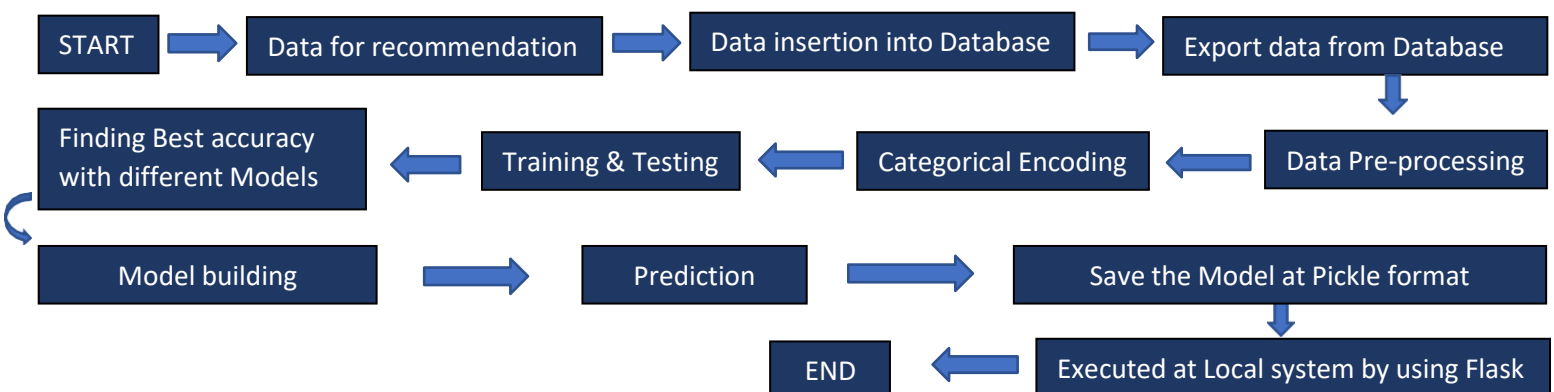 START
Data for recommendation
Data insertion into Database
Export data from Database
Data Pre-processing
Categorical Encoding
Training & Testing
Finding Best accuracy
with different Models
Model building
Prediction
Save the Model at Pickle format
Executed at Local system by using Flask
END